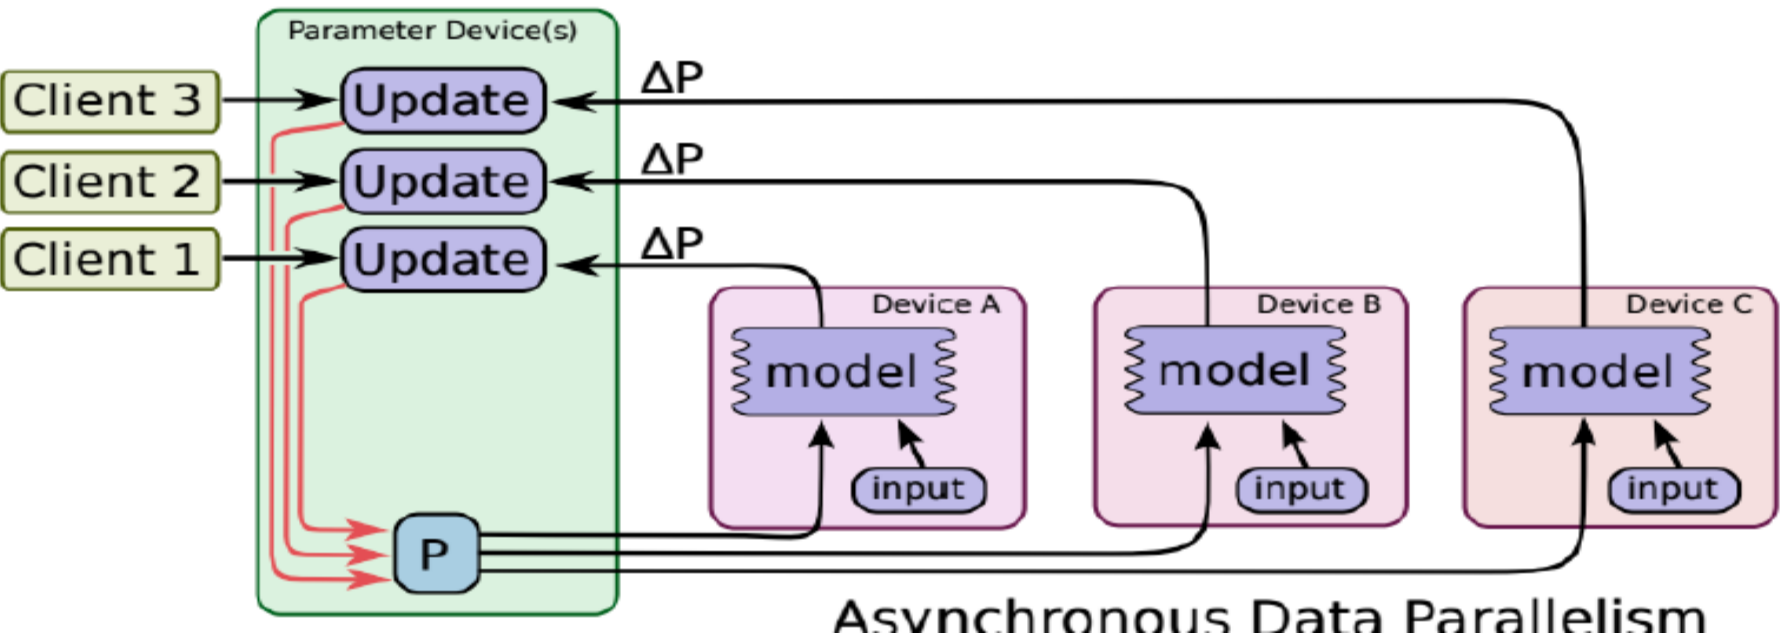 Parameter Device(s)
Client 3
Update
ΔP
Client 2
Update
ΔP
Client 1
Update
ΔP
Device A
Device B
Device C
model
model
model
input
input
input
P
Asynchronous Data Parallelism